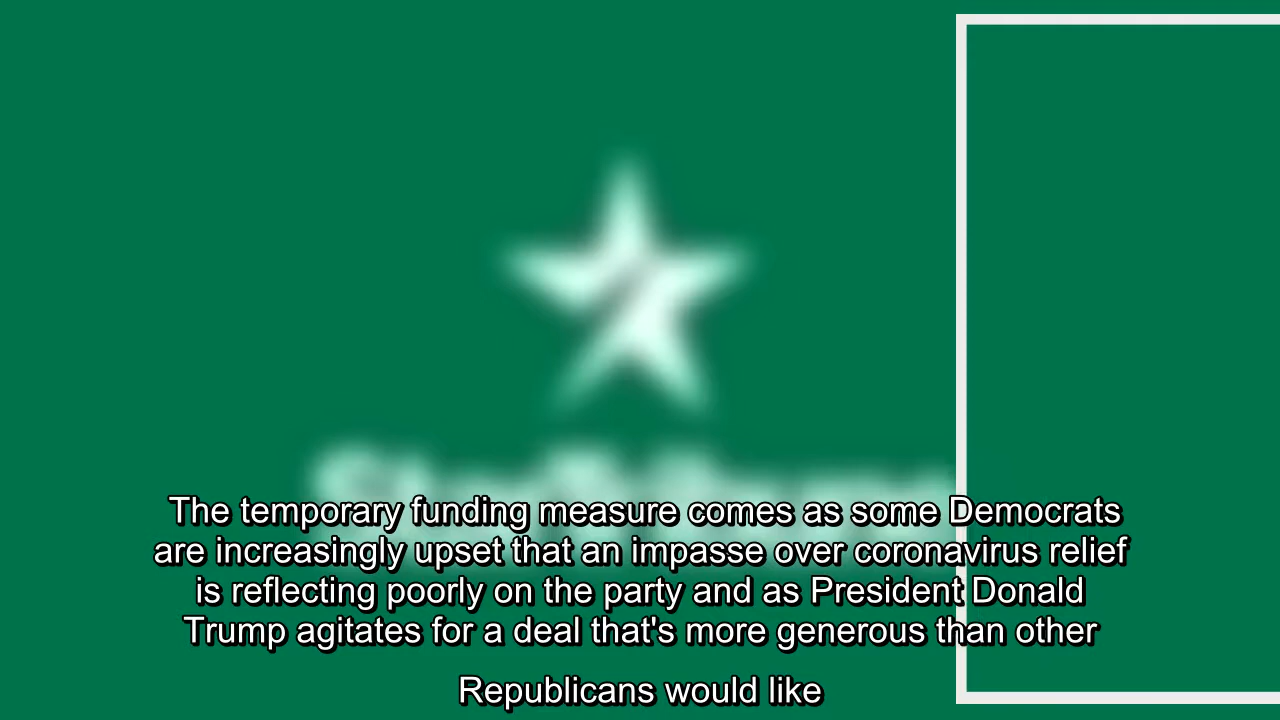 The temporary funding measure comes as some Democrats
are increasingly upset that an impasse over coronavirus relief
is reflecting poorly on the party and as President Donald
Trump agitates for a deal that's more generous than other
Republicans would like